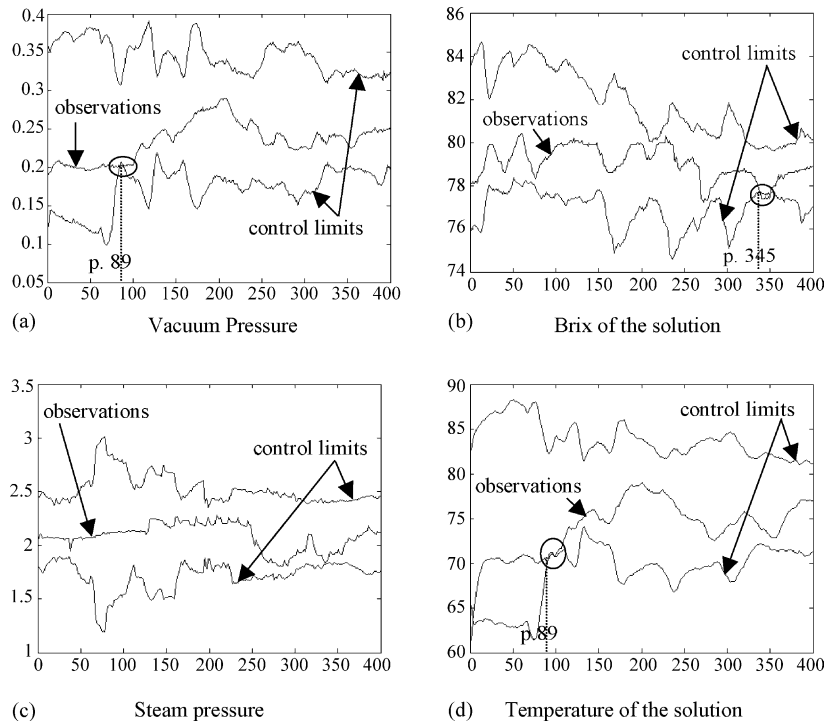 0.4
0.35
0.3
0.25
0.2
0.15
0.1
0.05
observations
control limits
p. 89
0 50 100 150 200 250 300 350 400
(a) Vacuum Pressure
86
84
82
80
78
76
74
control limits
observations
p. 345
0 50 100 150 200 250 300 350 400
(b) Brix of the solution
3.5
3
2.5
2
1.5
1
observations
control limits
0 50 100 150 200 250 300 350 400
(c) Steam pressure
90
85
80
75
70
65
60
control limits
observations
p.89
0 50 100 150 200 250 300 350 400
(d) Temperature of the solution